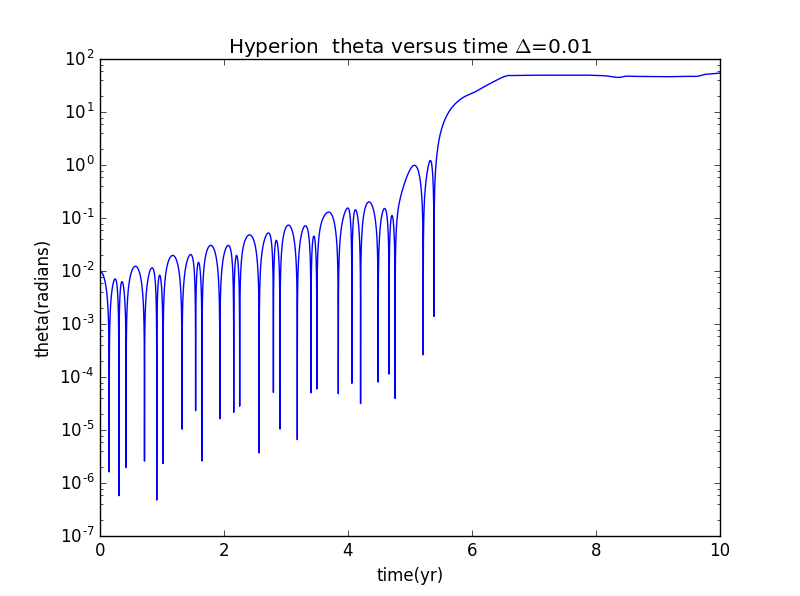 Hyperion  theta versus time Δ=0.01
10^2
10^1
10^0
10^-1
10^-2
10^-3
10^-4
10^-5
10^-6
10^-7
theta(radians)
0 2 4 6 8 10
time(yr)